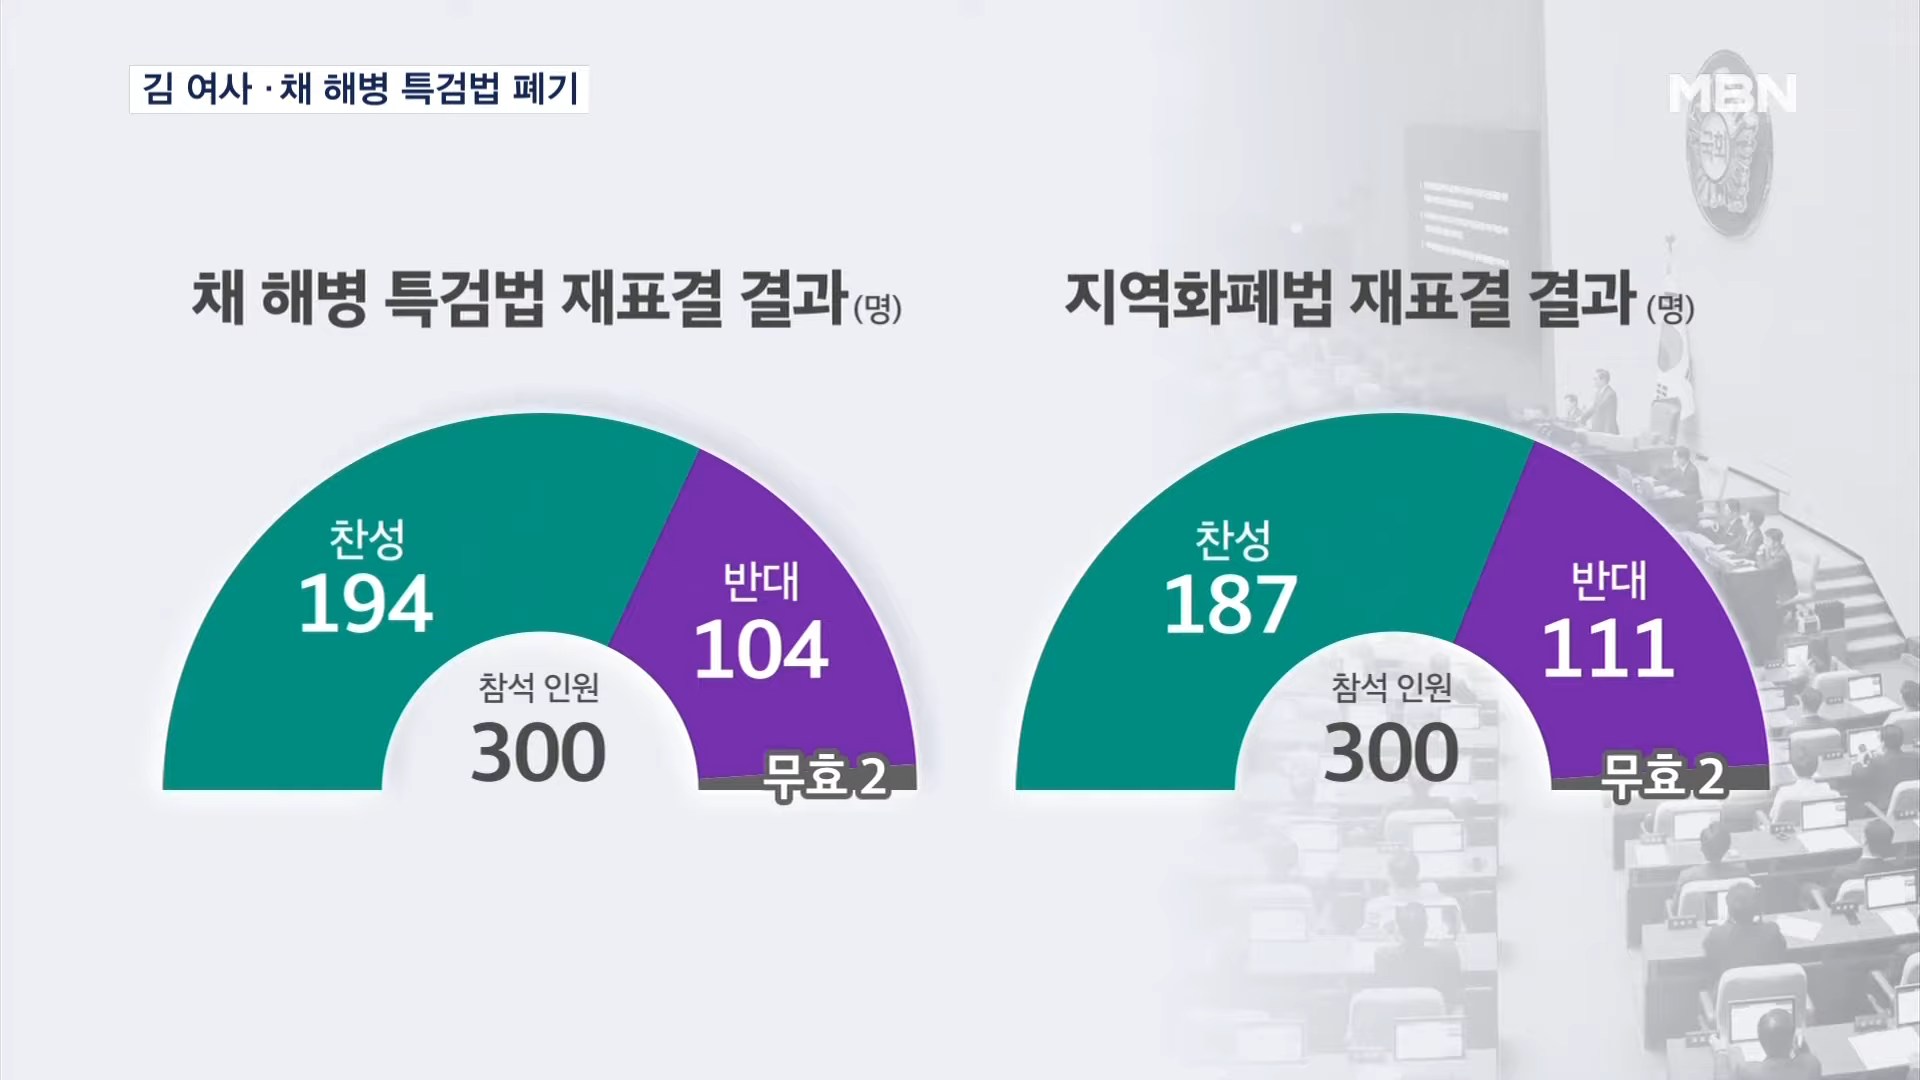 김 여사·채 해병 특검법 폐기
MBN
채 해병 특검법 재표결 결과(명)
찬성
194
반대
104
참석 인원
300
무효 2
지역화폐법 재표결 결과(명)
찬성
187
반대
111
참석 인원
300
무효 2